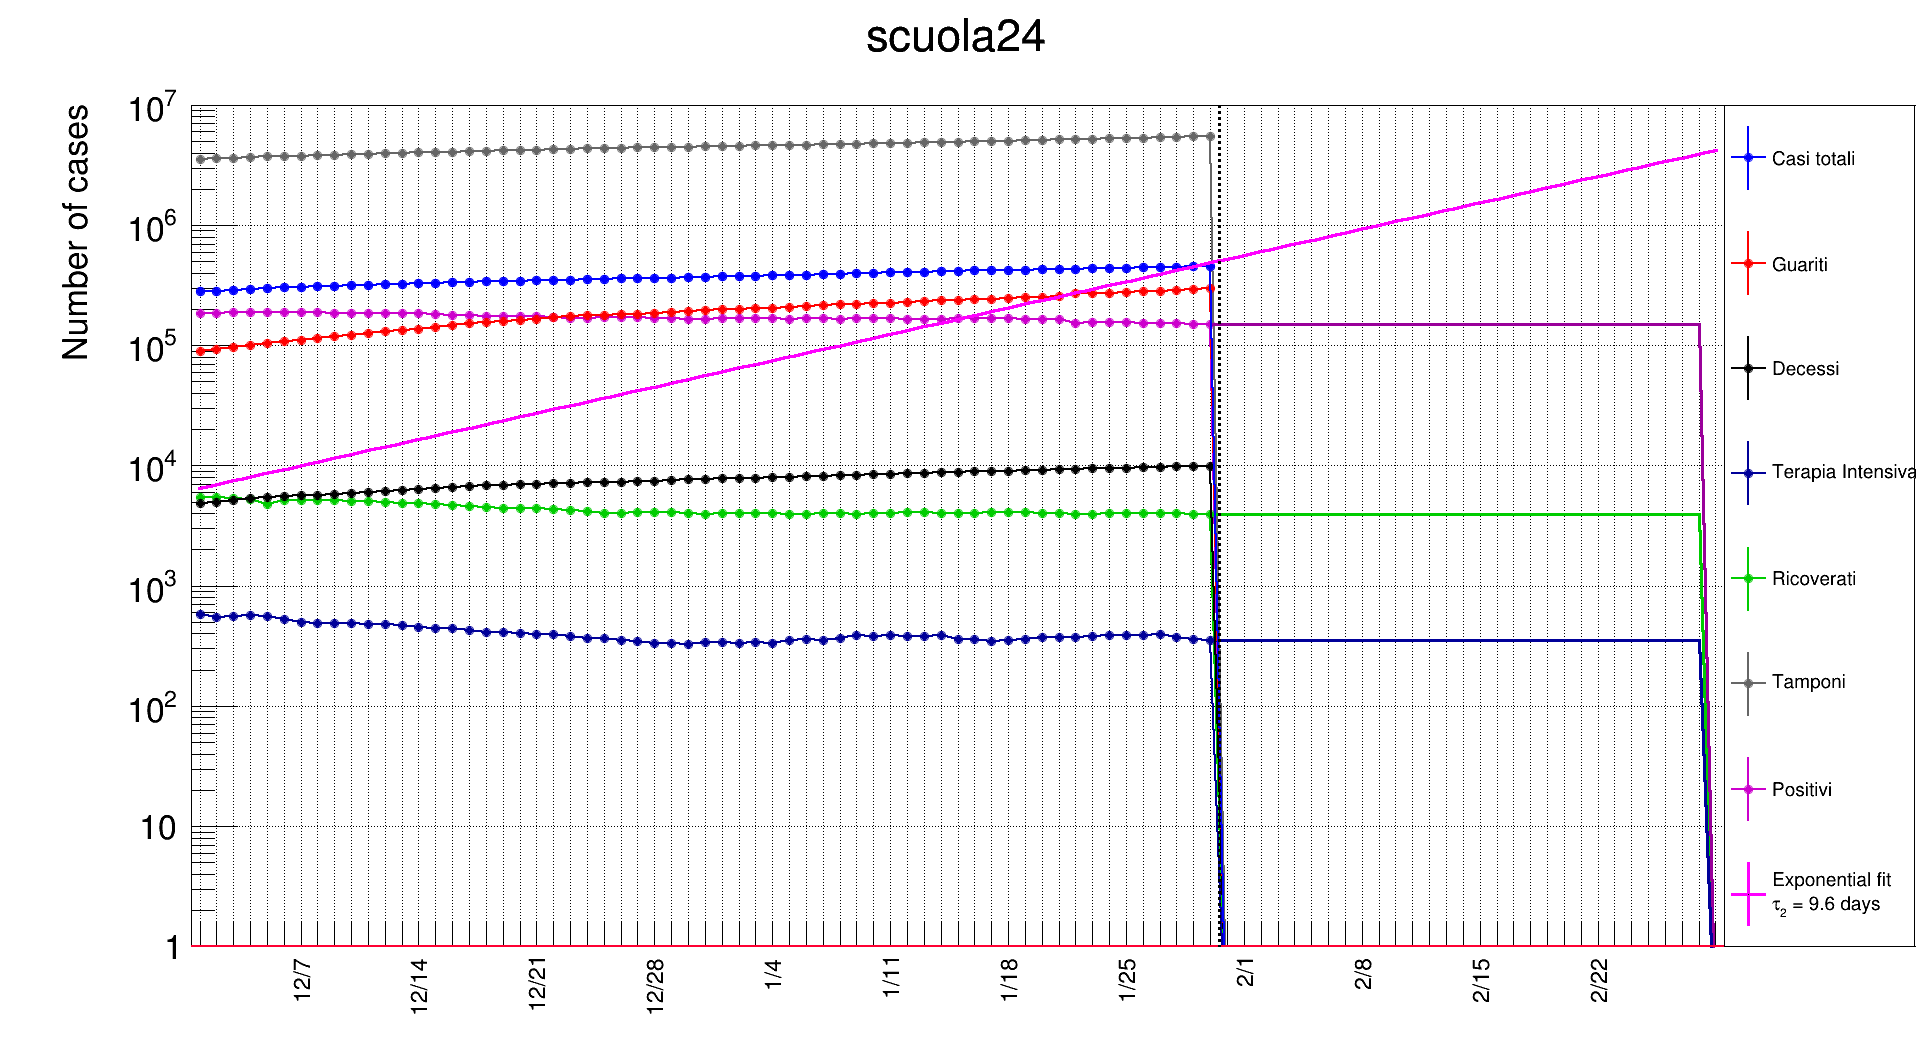 scuola24
Number of cases
10^7
10^6
10^5
10^4
10^3
10^2
10
1
12/7
12/14
12/21
12/28
1/4
1/11
1/18
1/25
2/1
2/8
2/15
2/22
Casi totali
Guariti
Decessi
Terapia Intensiva
Ricoverati
Tamponi
Positivi
Exponential fit
τ₂ = 9.6 days